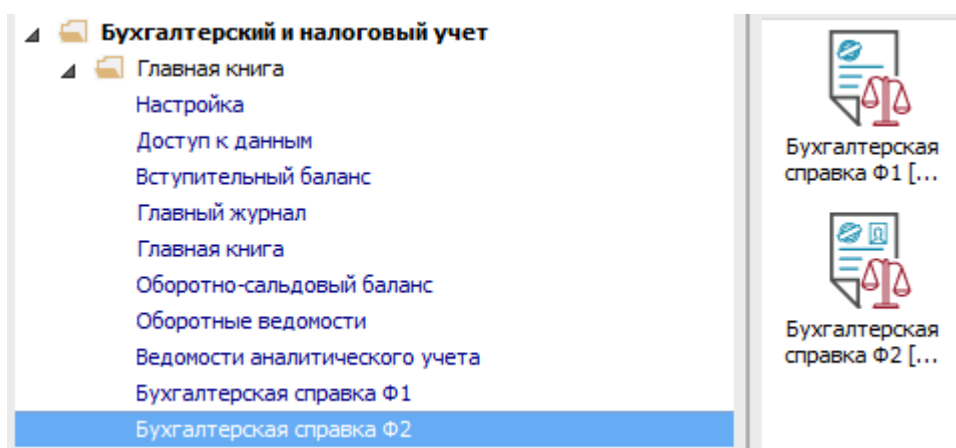 Бухгалтерский и налоговый учет
Главная книга
Настройка
Доступ к данным
Вступительный баланс
Главный журнал
Главная книга
Оборотно-сальдовый баланс
Оборотные ведомости
Ведомости аналитического учета
Бухгалтерская справка Ф1
Бухгалтерская справка Ф2
Бухгалтерская
справка Ф1 [...
Бухгалтерская
справка Ф2 [...